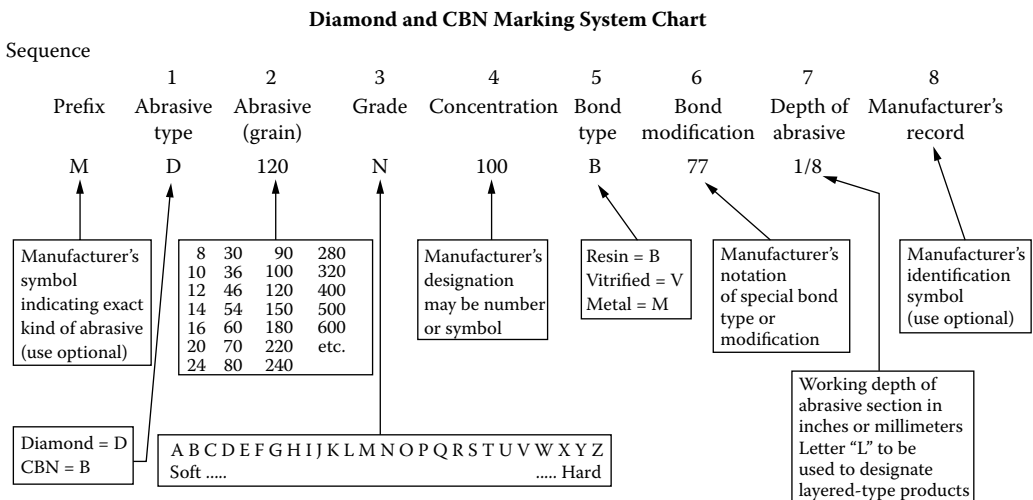 Diamond and CBN Marking System Chart
Sequence
1 2 3 4 5 6 7 8
Prefix Abrasive Abrasive Grade Concentration Bond Bond Depth of Manufacturer's
type (grain) type modification abrasive record
M D 120 N 100 B 77 1/8
Manufacturer's
symbol
indicating exact
kind of abrasive
(use optional)
8 30 90 280
10 36 100 320
12 46 120 400
14 54 150 500
16 60 180 600
20 70 220 etc.
24 80 240
Manufacturer's
designation
may be number
or symbol
Resin = B
Vitrified = V
Metal = M
Manufacturer's
notation
of special bond
type or
modification
Manufacturer's
identification
symbol
(use optional)
Working depth of
abrasive section in
inches or millimeters
Letter “L” to be
used to designate
layered-type products
Diamond = D
CBN = B
A B C D E F G H I J K L M N O P Q R S T U V W X Y Z
Soft ..... ..... Hard